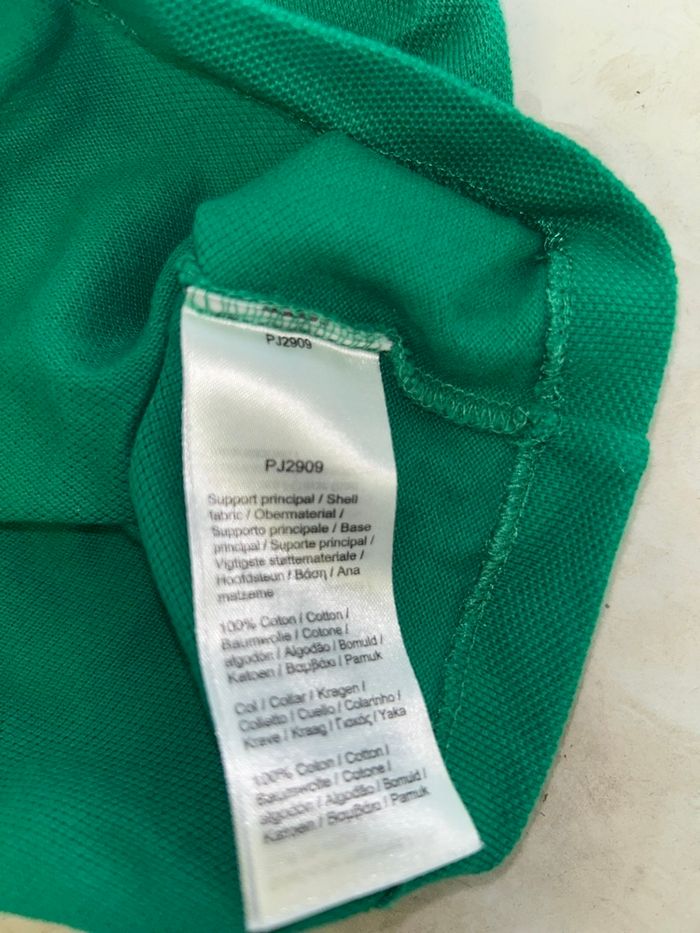 PJ2909
PJ2909
Support principal / Shell
fabric / Obermaterial /
Supporto principale / Base
principal / Suporte principal /
Vigtigste stattemateriale /
Hoofdsteun / Βάση / Ana
malzeme
100% Coton / Cotton /
Baumwolle / Cotone /
algodón / Algodão / Bomuld /
Katoen / Βαμβάκι / Pamuk
Col / Collar / Kragen /
Colletto / Cuello / Colarinho /
Krave / Kraag / Γιακάς / Yaka
100% Coton / Cotton /
Baumwolle / Cotone /
algodón / Algodão / Bomuld /
Katoen / Βαμβάκι / Pamuk